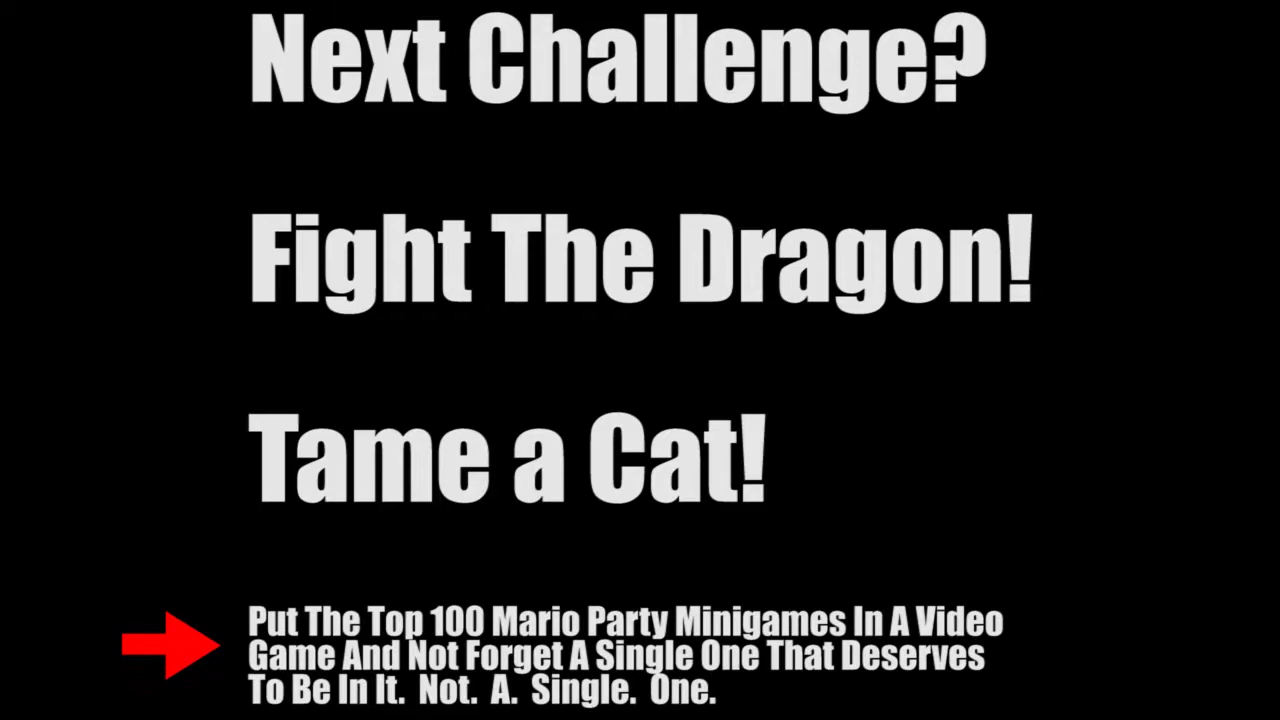 Next Challenge?
Fight The Dragon!
Tame a Cat!
Put The Top 100 Mario Party Minigames In A Video
Game And Not Forget A Single One That Deserves
To Be In It. Not. A. Single. One.